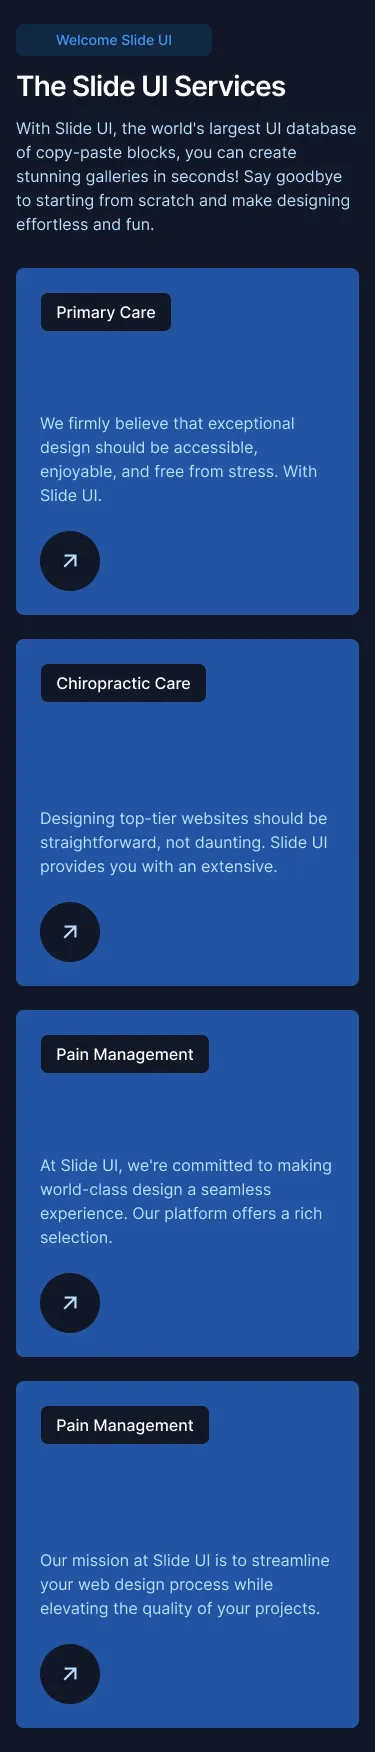 Welcome Slide UI
The Slide UI Services
With Slide UI, the world's largest UI database
of copy-paste blocks, you can create
stunning galleries in seconds! Say goodbye
to starting from scratch and make designing
effortless and fun.
Primary Care
We firmly believe that exceptional
design should be accessible,
enjoyable, and free from stress. With
Slide UI.
Chiropractic Care
Designing top-tier websites should be
straightforward, not daunting. Slide UI
provides you with an extensive.
Pain Management
At Slide UI, we're committed to making
world-class design a seamless
experience. Our platform offers a rich
selection.
Pain Management
Our mission at Slide UI is to streamline
your web design process while
elevating the quality of your projects.